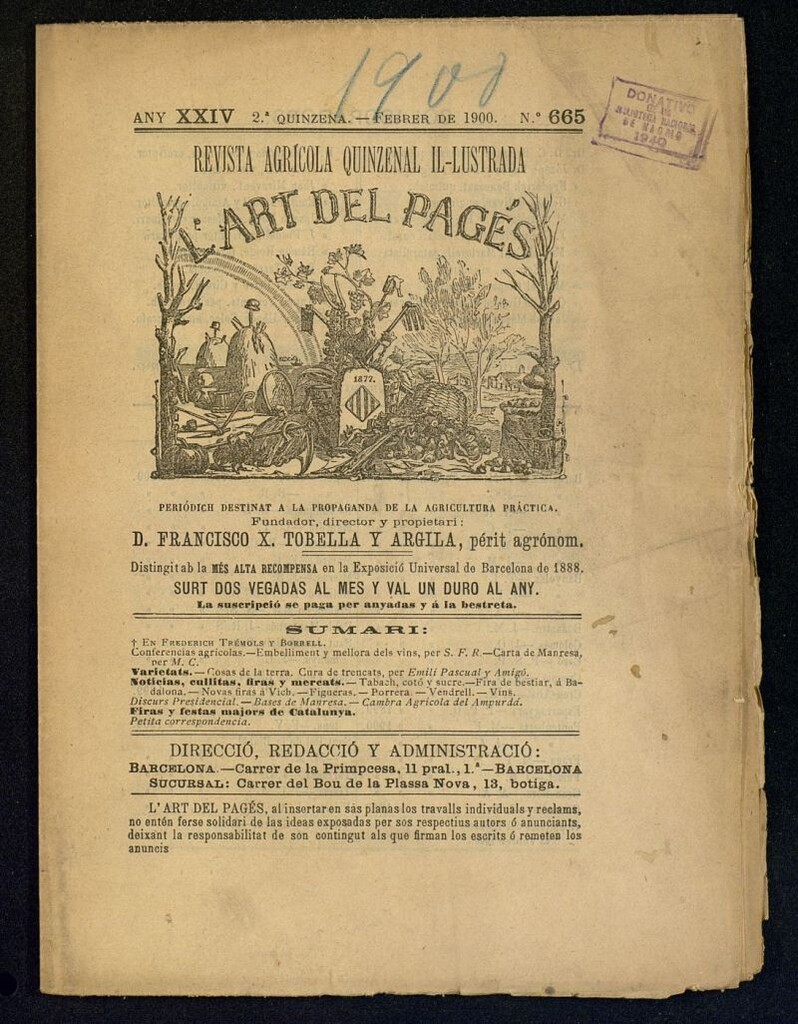 1900
ANY XXIV 2.ª QUINZENA. — FEBRER DE 1900. N.º 665
DONATIVO
DE LA
HEMEROTECA NACIONAL
DE MADRID
1940
REVISTA AGRÍCOLA QUINZENAL IL-LUSTRADA
L'ART DEL PAGÉS
1877.
PERIÓDICH DESTINAT A LA PROPAGANDA DE LA AGRICULTURA PRÁCTICA.
Fundador, director y propietari:
D. FRANCISCO X. TOBELLA Y ARGILA, périt agrónom.
Distingit ab la MÉS ALTA RECOMPENSA en la Exposició Universal de Barcelona de 1888.
SURT DOS VEGADAS AL MES Y VAL UN DURO AL ANY.
La suscripció se paga per anyadas y á la bestreta.
SUMARI:
† EN FREDERICH TRÉMOLS Y BORRELL.
Conferencias agrícolas.—Embelliment y mellora dels vins, per S. F. R.—Carta de Manresa,
per M. C.
Varietats.—Cosas de la terra. Cura de trencats, per Emili Pascual y Amigó.
Noticias, cullitas, firas y mercats.—Tabach, cotó y sucre.—Fira de bestiar, á Ba-
dalona.—Novas firas á Vich.—Figueras.—Porrera.—Vendrell.—Vins.
Discurs Presidencial.—Bases de Manresa.—Cambra Agrícola del Ampurdá.
Firas y festas majors de Catalunya.
Petita correspondencia.
DIRECCIÓ, REDACCIÓ Y ADMINISTRACIÓ:
BARCELONA.—Carrer de la Primpcesa, 11 pral., 1.ª—BARCELONA
SUCURSAL: Carrer del Bou de la Plassa Nova, 13, botiga.
L'ART DEL PAGÉS, al insertar en sas planas los travalls individuals y reclams,
no entén ferse solidari de las ideas exposadas per sos respectius autors ó anunciants,
deixant la responsabilitat de son contingut als que firman los escrits ó remeten los
anuncis